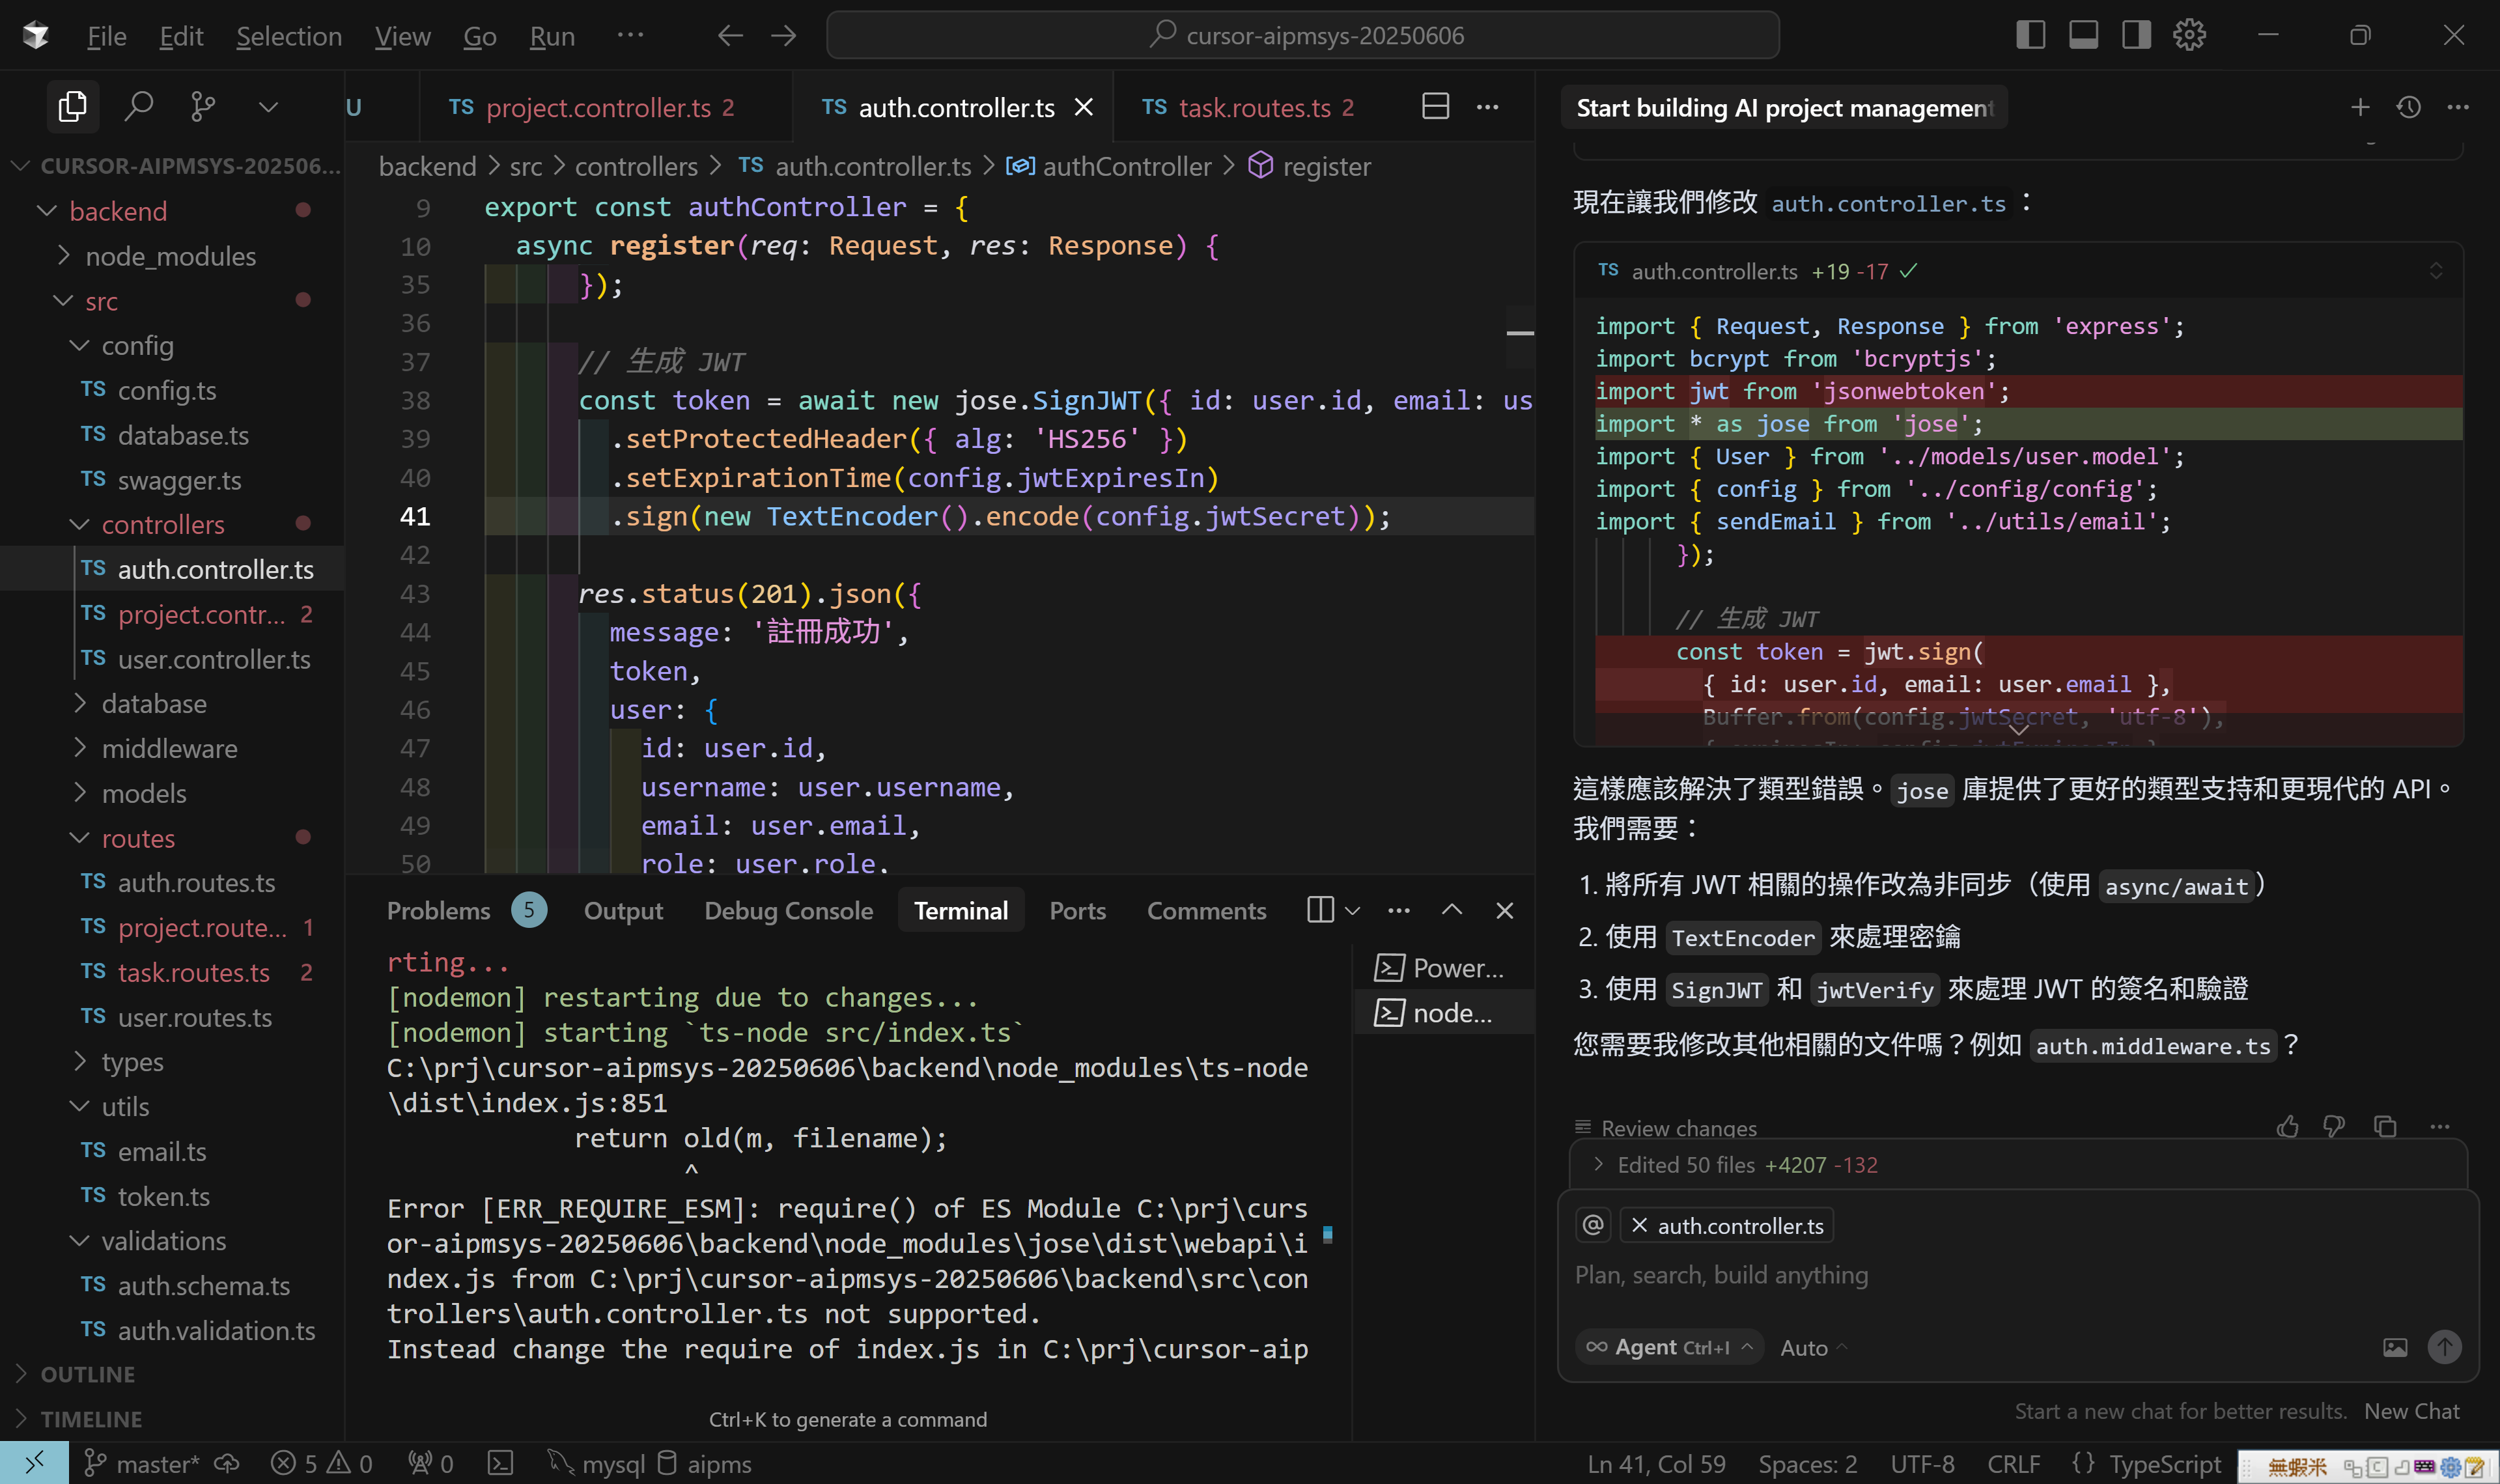 File Edit Selection View Go Run ··· cursor-aipmsys-20250606
U TS project.controller.ts 2 TS auth.controller.ts TS task.routes.ts 2
CURSOR-AIPMSYS-202506...
backend
node_modules
src
config
TS config.ts
TS database.ts
TS swagger.ts
controllers
TS auth.controller.ts
TS project.contr... 2
TS user.controller.ts
database
middleware
models
routes
TS auth.routes.ts
TS project.route... 1
TS task.routes.ts 2
TS user.routes.ts
types
utils
TS email.ts
TS token.ts
validations
TS auth.schema.ts
TS auth.validation.ts
OUTLINE
TIMELINE
backend > src > controllers > TS auth.controller.ts > authController > register
9 export const authController = {
10 async register(req: Request, res: Response) {
35 });
36
37 // 生成 JWT
38 const token = await new jose.SignJWT({ id: user.id, email: us
39 .setProtectedHeader({ alg: 'HS256' })
40 .setExpirationTime(config.jwtExpiresIn)
41 .sign(new TextEncoder().encode(config.jwtSecret));
42
43 res.status(201).json({
44 message: '註冊成功',
45 token,
46 user: {
47 id: user.id,
48 username: user.username,
49 email: user.email,
50 role: user.role,
Problems 5 Output Debug Console Terminal Ports Comments
rting...
[nodemon] restarting due to changes...
[nodemon] starting `ts-node src/index.ts`
C:\prj\cursor-aipmsys-20250606\backend\node_modules\ts-node
\dist\index.js:851
return old(m, filename);
^
Error [ERR_REQUIRE_ESM]: require() of ES Module C:\prj\curs
or-aipmsys-20250606\backend\node_modules\jose\dist\webapi\i
ndex.js from C:\prj\cursor-aipmsys-20250606\backend\src\con
trollers\auth.controller.ts not supported.
Instead change the require of index.js in C:\prj\cursor-aip
Ctrl+K to generate a command
Power...
node...
Start building AI project management
現在讓我們修改 auth.controller.ts：
TS auth.controller.ts +19 -17
import { Request, Response } from 'express';
import bcrypt from 'bcryptjs';
import jwt from 'jsonwebtoken';
import * as jose from 'jose';
import { User } from '../models/user.model';
import { config } from '../config/config';
import { sendEmail } from '../utils/email';
});
// 生成 JWT
const token = jwt.sign(
{ id: user.id, email: user.email },
Buffer.from(config.jwtSecret, 'utf-8'),
{ expiresIn: config.jwtExpiresIn }
這樣應該解決了類型錯誤。jose 庫提供了更好的類型支持和更現代的 API。
我們需要：
1. 將所有 JWT 相關的操作改為非同步（使用 async/await）
2. 使用 TextEncoder 來處理密鑰
3. 使用 SignJWT 和 jwtVerify 來處理 JWT 的簽名和驗證
您需要我修改其他相關的文件嗎？例如 auth.middleware.ts？
Review changes
Edited 50 files +4207 -132
@ auth.controller.ts
Plan, search, build anything
Agent Ctrl+I Auto
Start a new chat for better results. New Chat
master* 5 0 0 mysql aipms Ln 41, Col 59 Spaces: 2 UTF-8 CRLF {} TypeScript 無蝦米